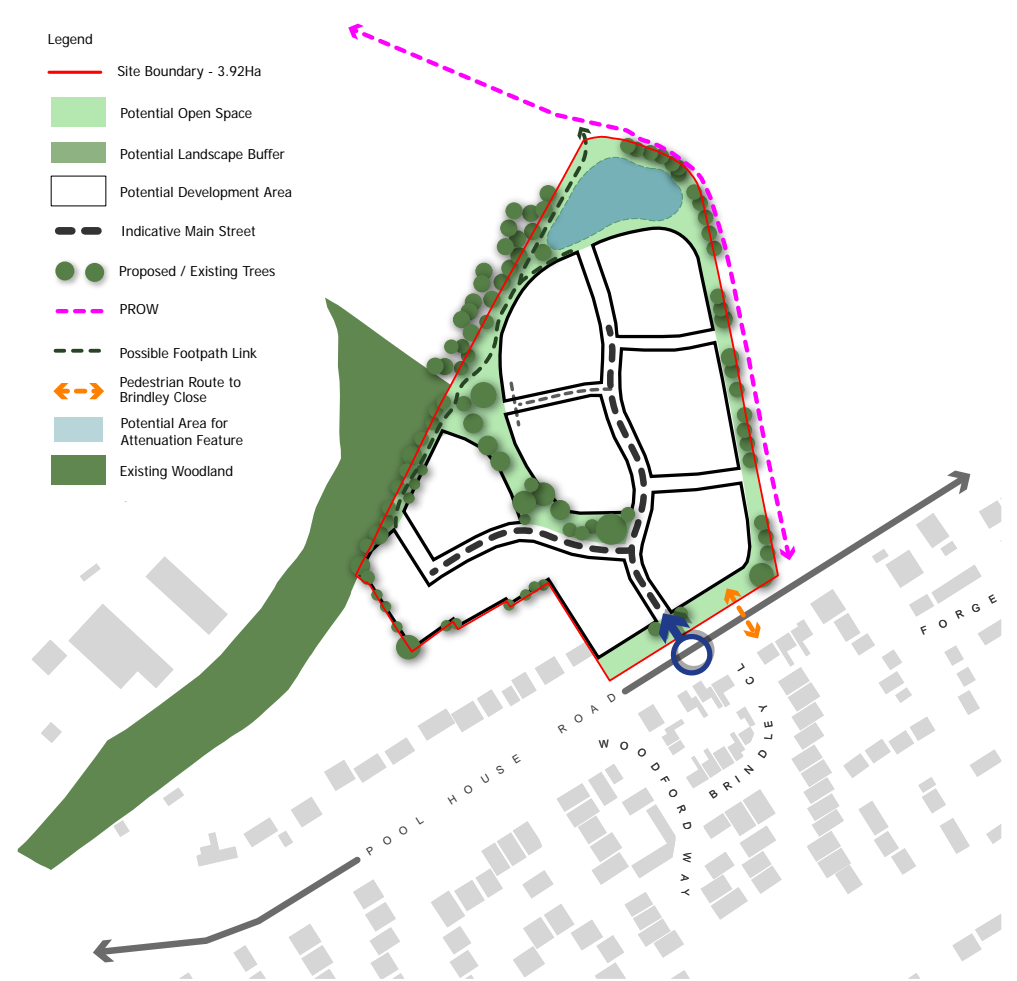 Legend
Site Boundary - 3.92Ha
Potential Open Space
Potential Landscape Buffer
Potential Development Area
Indicative Main Street
Proposed / Existing Trees
PROW
Possible Footpath Link
Pedestrian Route to
Brindley Close
Potential Area for
Attenuation Feature
Existing Woodland
FORGE
POOL HOUSE ROAD
WOODFORD WAY
BRINDLEY CL